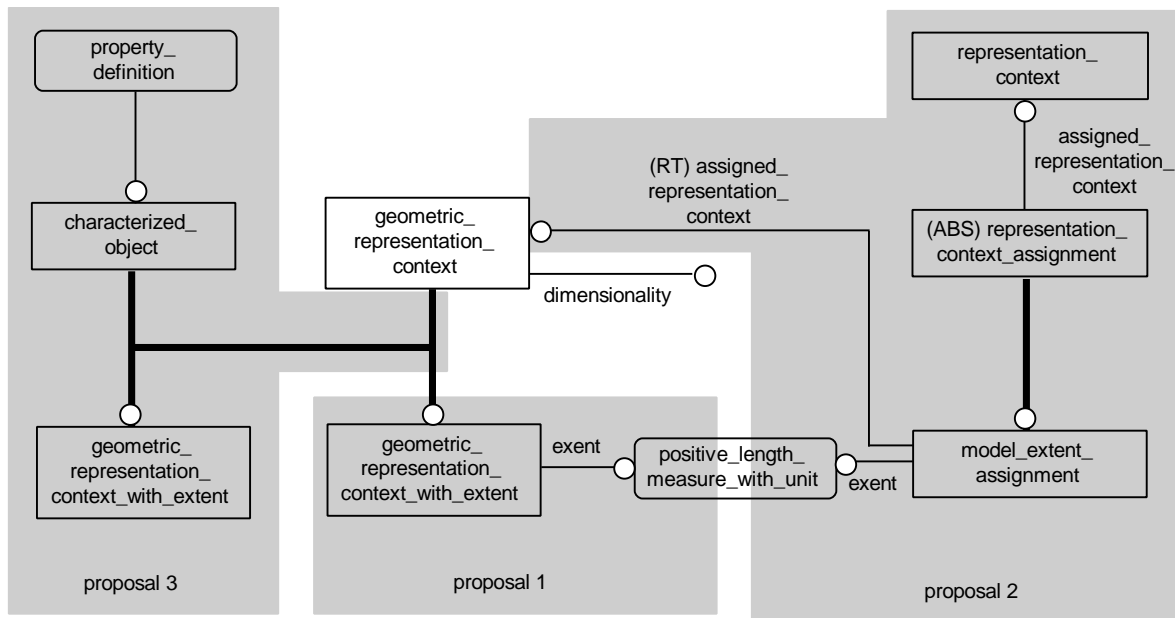 property_
definition
characterized_
object
geometric_
representation_
context_with_extent
proposal 3
geometric_
representation_
context
dimensionality
(RT) assigned_
representation_
context
geometric_
representation_
context_with_extent
exent
positive_length_
measure_with_unit
exent
proposal 1
representation_
context
assigned_
representation_
context
(ABS) representation_
context_assignment
model_extent_
assignment
proposal 2